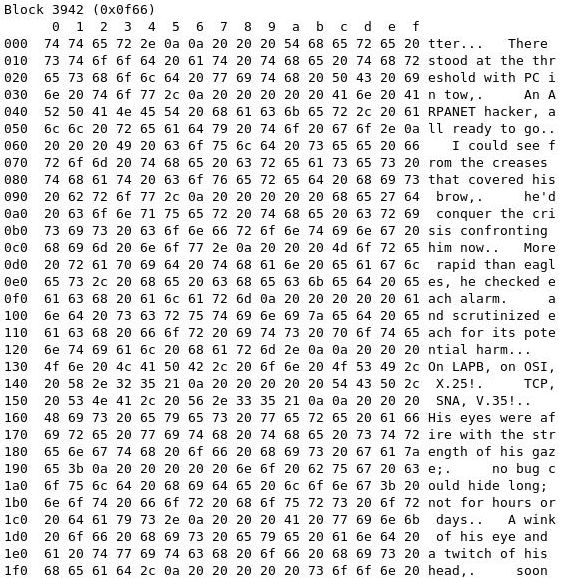 Block 3942 (0x0f66)
0 1 2 3 4 5 6 7 8 9 a b c d e f
000 74 74 65 72 2e 0a 0a 20 20 20 54 68 65 72 65 20 tter... There
010 73 74 6f 6f 64 20 61 74 20 74 68 65 20 74 68 72 stood at the thr
020 65 73 68 6f 6c 64 20 77 69 74 68 20 50 43 20 69 eshold with PC i
030 6e 20 74 6f 77 2c 0a 20 20 20 20 20 41 6e 20 41 n tow,. An A
040 52 50 41 4e 45 54 20 68 61 63 6b 65 72 2c 20 61 RPANET hacker, a
050 6c 6c 20 72 65 61 64 79 20 74 6f 20 67 6f 2e 0a ll ready to go..
060 20 20 20 49 20 63 6f 75 6c 64 20 73 65 65 20 66 I could see f
070 72 6f 6d 20 74 68 65 20 63 72 65 61 73 65 73 20 rom the creases
080 74 68 61 74 20 63 6f 76 65 72 65 64 20 68 69 73 that covered his
090 20 62 72 6f 77 2c 0a 20 20 20 20 20 68 65 27 64 brow,. he'd
0a0 20 63 6f 6e 71 75 65 72 20 74 68 65 20 63 72 69 conquer the cri
0b0 73 69 73 20 63 6f 6e 66 72 6f 6e 74 69 6e 67 20 sis confronting
0c0 68 69 6d 20 6e 6f 77 2e 0a 20 20 20 4d 6f 72 65 him now.. More
0d0 20 72 61 70 69 64 20 74 68 61 6e 20 65 61 67 6c rapid than eagl
0e0 65 73 2c 20 68 65 20 63 68 65 63 6b 65 64 20 65 es, he checked e
0f0 61 63 68 20 61 6c 61 72 6d 0a 20 20 20 20 20 61 ach alarm. a
100 6e 64 20 73 63 72 75 74 69 6e 69 7a 65 64 20 65 nd scrutinized e
110 61 63 68 20 66 6f 72 20 69 74 73 20 70 6f 74 65 ach for its pote
120 6e 74 69 61 6c 20 68 61 72 6d 2e 0a 0a 20 20 20 ntial harm...
130 4f 6e 20 4c 41 50 42 2c 20 6f 6e 20 4f 53 49 2c On LAPB, on OSI,
140 20 58 2e 32 35 21 0a 20 20 20 20 20 54 43 50 2c X.25!. TCP,
150 20 53 4e 41 2c 20 56 2e 33 35 21 0a 0a 20 20 20 SNA, V.35!..
160 48 69 73 20 65 79 65 73 20 77 65 72 65 20 61 66 His eyes were af
170 69 72 65 20 77 69 74 68 20 74 68 65 20 73 74 72 ire with the str
180 65 6e 67 74 68 20 6f 66 20 68 69 73 20 67 61 7a ength of his gaz
190 65 3b 0a 20 20 20 20 20 6e 6f 20 62 75 67 20 63 e;. no bug c
1a0 6f 75 6c 64 20 68 69 64 65 20 6c 6f 6e 67 3b 20 ould hide long;
1b0 6e 6f 74 20 66 6f 72 20 68 6f 75 72 73 20 6f 72 not for hours or
1c0 20 64 61 79 73 2e 0a 20 20 20 41 20 77 69 6e 6b days.. A wink
1d0 20 6f 66 20 68 69 73 20 65 79 65 20 61 6e 64 20 of his eye and
1e0 61 20 74 77 69 74 63 68 20 6f 66 20 68 69 73 20 a twitch of his
1f0 68 65 61 64 2c 0a 20 20 20 20 20 73 6f 6f 6e 20 head,. soon